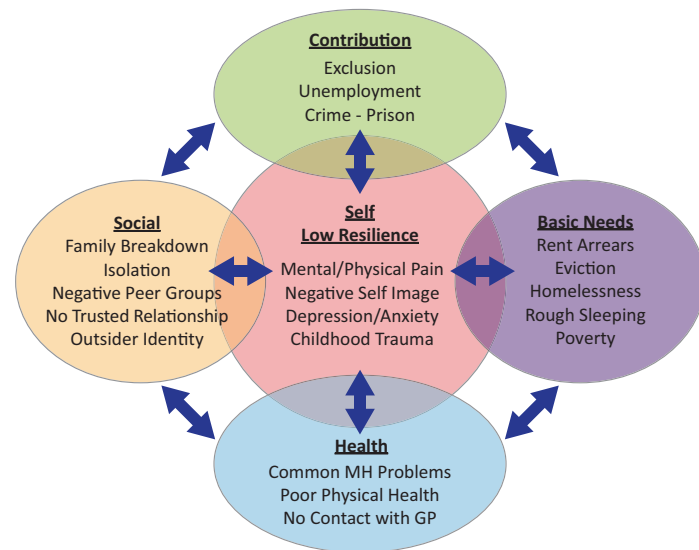 Contribution
Exclusion
Unemployment
Crime - Prison
Social
Family Breakdown
Isolation
Negative Peer Groups
No Trusted Relationship
Outsider Identity
Self
Low Resilience
Mental/Physical Pain
Negative Self Image
Depression/Anxiety
Childhood Trauma
Basic Needs
Rent Arrears
Eviction
Homelessness
Rough Sleeping
Poverty
Health
Common MH Problems
Poor Physical Health
No Contact with GP